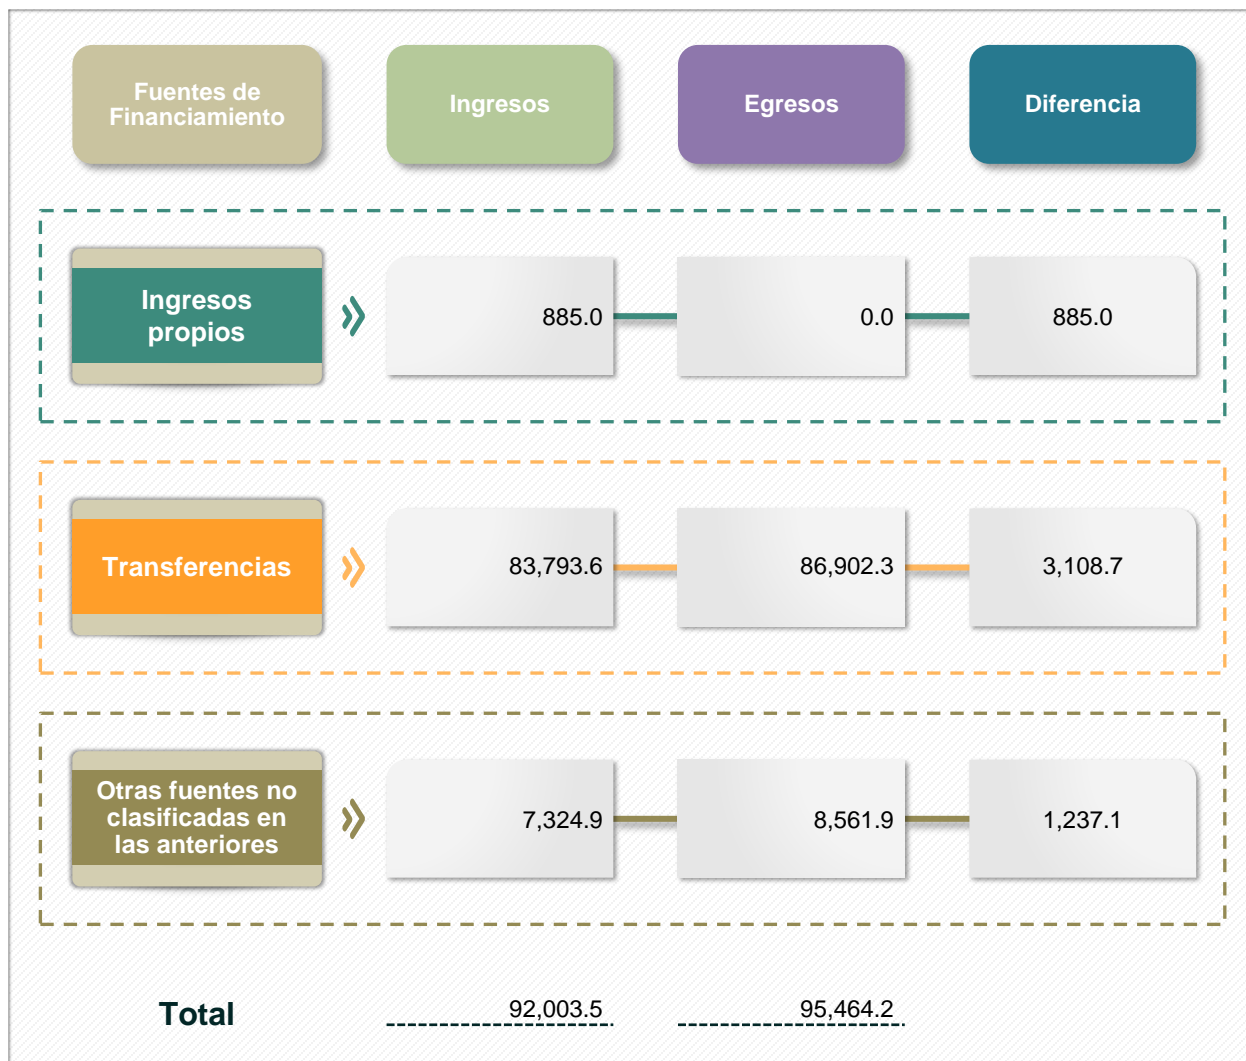 Fuentes de
Financiamiento
Ingresos
Egresos
Diferencia
Ingresos
propios
885.0
0.0
885.0
Transferencias
83,793.6
86,902.3
3,108.7
Otras fuentes no
clasificadas en
las anteriores
7,324.9
8,561.9
1,237.1
Total
92,003.5
95,464.2